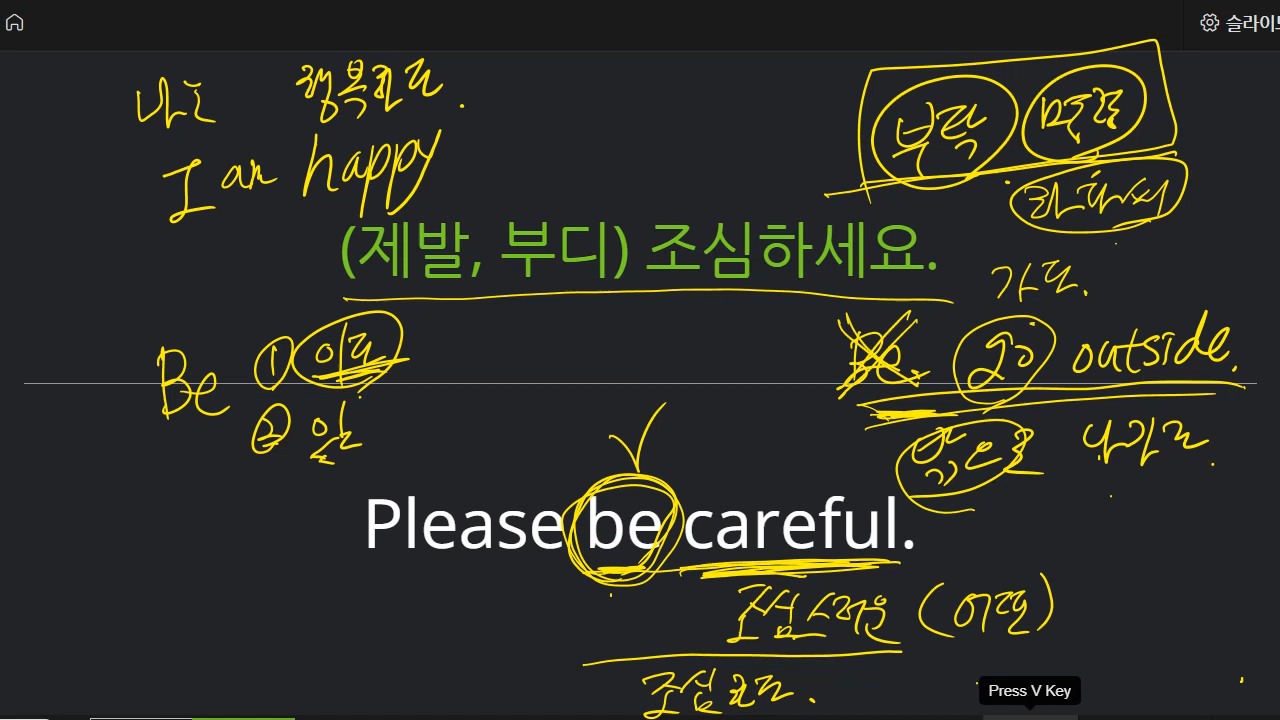 슬라이드
나는 행복하다.
I am happy
부탁 명령
(제발, 부디) 조심하세요.
가다.
Be ① 이다
② 있다
Be. go outside.
밖으로 나가라.
Please be careful.
조심스러운 (어떤)
조심하다.
Press V Key